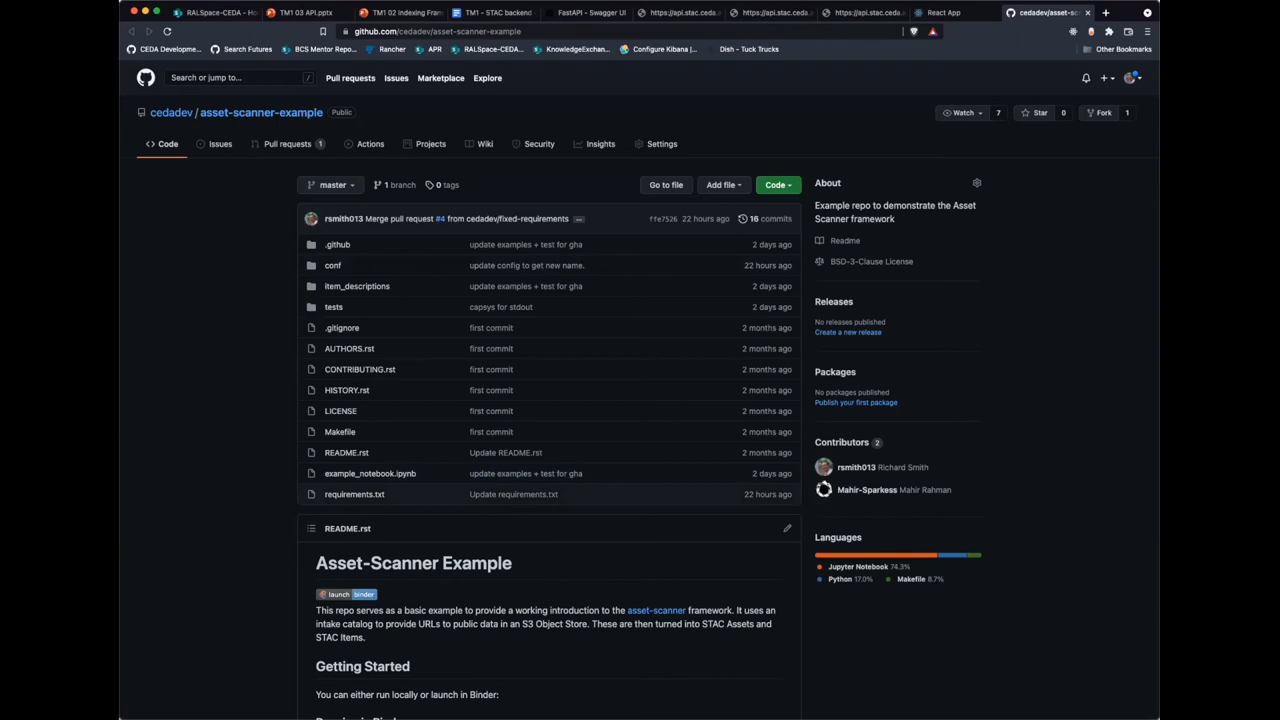 RALSpace-CEDA - Ho
TM1 03 API.pptx
TM1 02 Indexing Fram
TM1 - STAC backend
FastAPI - Swagger UI
https://api.stac.ceda.
https://api.stac.ceda.a
https://api.stac.ceda.
React App
cedadev/asset-sc
github.com/cedadev/asset-scanner-example
CEDA Developmen...
Search Futures
BCS Mentor Repo...
Rancher
APR
RALSpace-CEDA...
KnowledgeExchan...
Configure Kibana |...
Dish - Tuck Trucks
Other Bookmarks
Search or jump to...
/
Pull requests
Issues
Marketplace
Explore
cedadev / asset-scanner-example
Public
Watch
7
Star
0
Fork
1
Code
Issues
Pull requests 1
Actions
Projects
Wiki
Security
Insights
Settings
master
1 branch
0 tags
Go to file
Add file
Code
rsmith013 Merge pull request #4 from cedadev/fixed-requirements ...
ffe7526 22 hours ago
16 commits
.github
update examples + test for gha
2 days ago
conf
update config to get new name.
22 hours ago
item_descriptions
update examples + test for gha
2 days ago
tests
capsys for stdout
2 days ago
.gitignore
first commit
2 months ago
AUTHORS.rst
first commit
2 months ago
CONTRIBUTING.rst
first commit
2 months ago
HISTORY.rst
first commit
2 months ago
LICENSE
first commit
2 months ago
Makefile
first commit
2 months ago
README.rst
Update README.rst
2 months ago
example_notebook.ipynb
update examples + test for gha
2 days ago
requirements.txt
Update requirements.txt
22 hours ago
README.rst
Asset-Scanner Example
launch binder
This repo serves as a basic example to provide a working introduction to the asset-scanner framework. It uses an
intake catalog to provide URLs to public data in an S3 Object Store. These are then turned into STAC Assets and
STAC Items.
Getting Started
You can either run locally or launch in Binder:
About
Example repo to demonstrate the Asset
Scanner framework
Readme
BSD-3-Clause License
Releases
No releases published
Create a new release
Packages
No packages published
Publish your first package
Contributors 2
rsmith013 Richard Smith
Mahir-Sparkess Mahir Rahman
Languages
Jupyter Notebook 74.3%
Python 17.0%
Makefile 8.7%